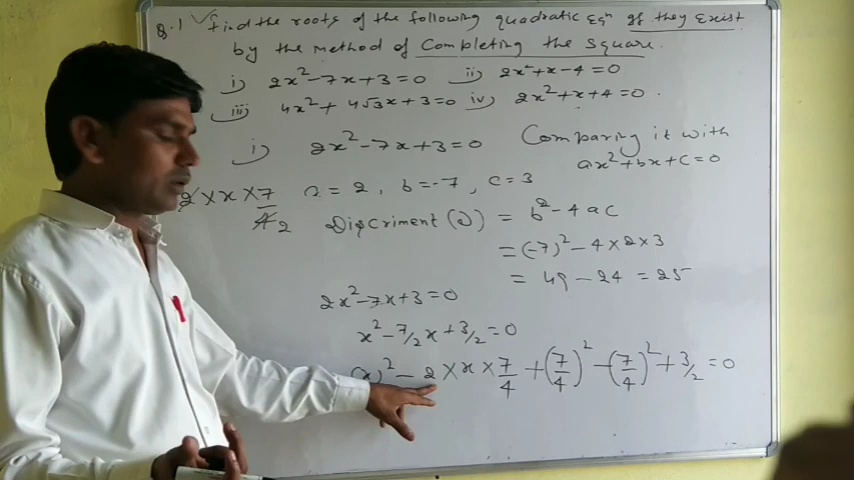 Q.1 Find the roots of the following quadratic Eqn if they Exist
by the method of Completing the Square.
i) 2x²-7x+3=0 ii) 2x²+x-4=0
iii) 4x²+4√3x+3=0 iv) 2x²+x+4=0.
i) 2x²-7x+3=0 Comparing it with
ax²+bx+c=0
2×x×7/4 2 a=2, b=-7, c=3
Discriment (D) = b²-4ac
=(-7)²-4×2×3
= 49-24 = 25
2x²-7x+3=0
x²-7/2x+3/2=0
(x)²-2×x×7/4+(7/4)²-(7/4)²+3/2=0